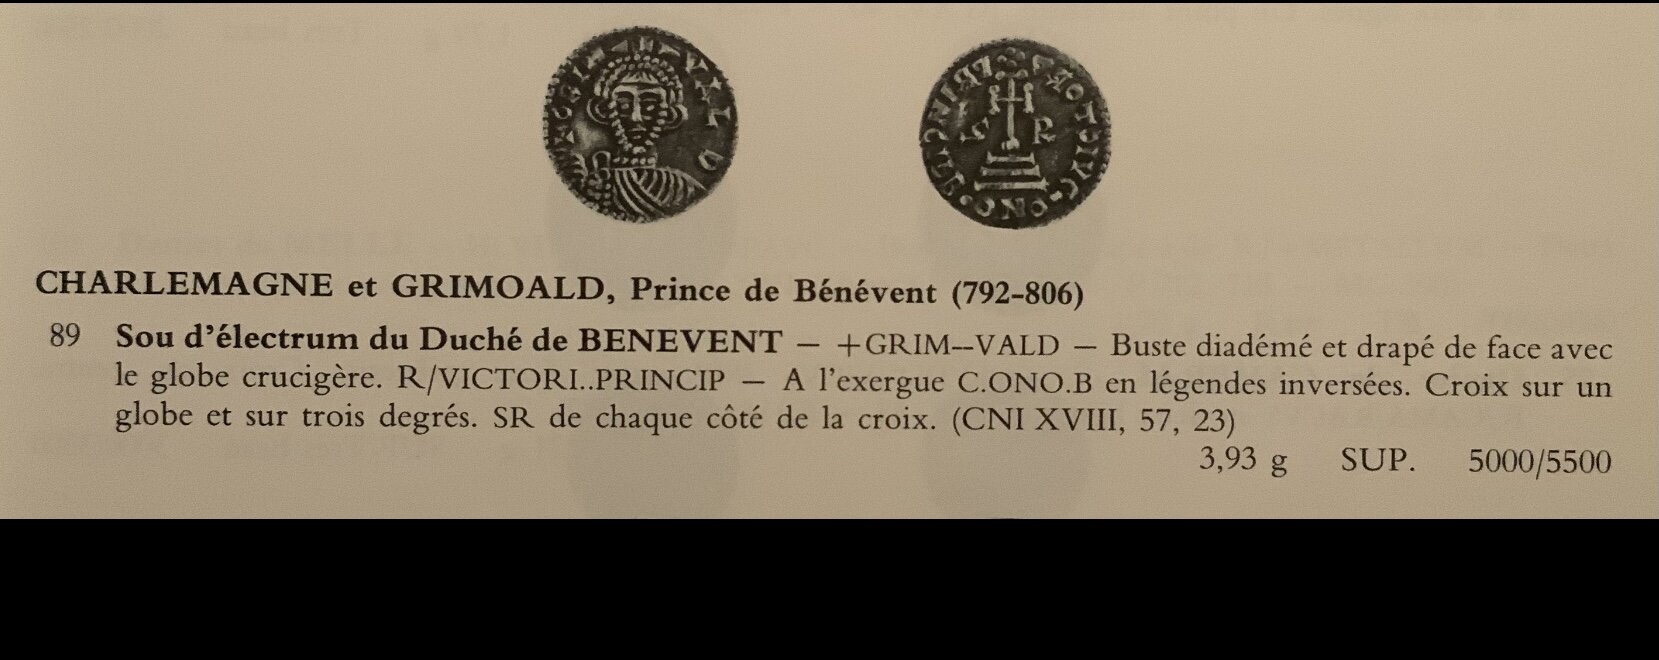 CHARLEMAGNE et GRIMOALD, Prince de Bénévent (792-806)
89 Sou d'électrum du Duché de BENEVENT – +GRIM--VALD – Buste diadémé et drapé de face avec
le globe crucigère. R/VICTORI..PRINCIP – A l'exergue C.ONO.B en légendes inversées. Croix sur un
globe et sur trois degrés. SR de chaque côté de la croix. (CNI XVIII, 57, 23)
3,93 g SUP. 5000/5500